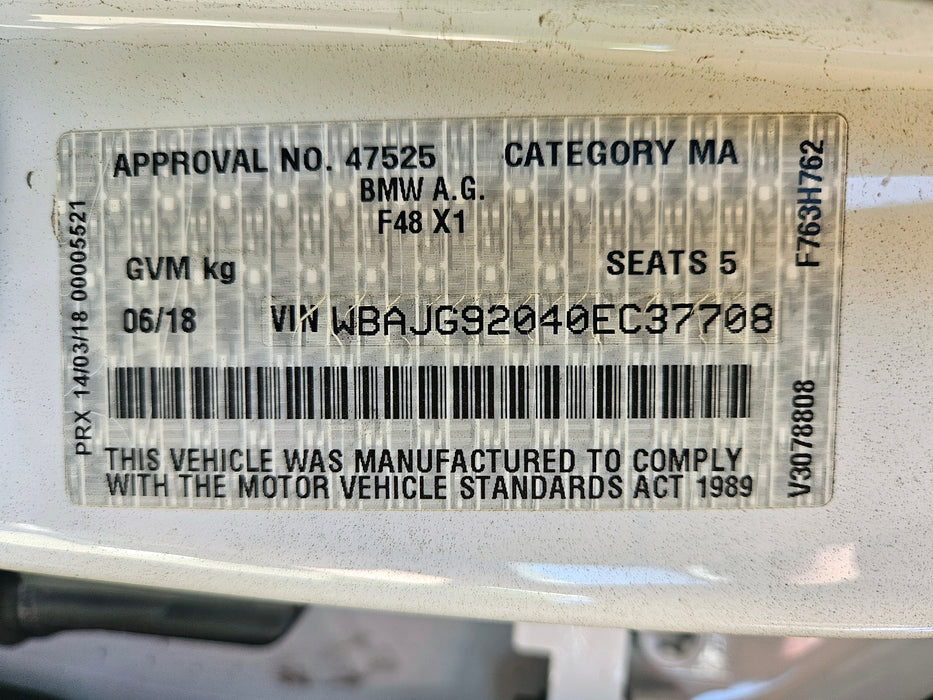 APPROVAL NO. 47525 CATEGORY MA
BMW A.G.
F48 X1
GVM kg SEATS 5
06/18 VIN WBAJG92040EC37708
THIS VEHICLE WAS MANUFACTURED TO COMPLY
WITH THE MOTOR VEHICLE STANDARDS ACT 1989
PRX 14/03/18 00005521
F763H762
V3078808